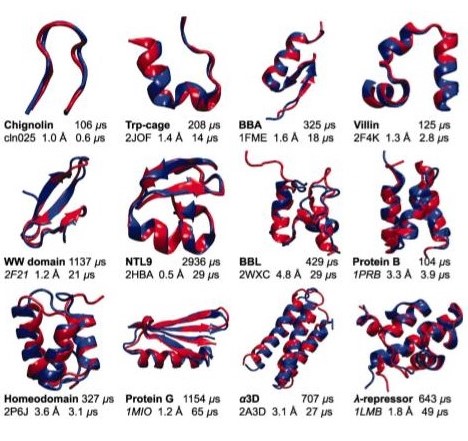 Chignolin 106 μs
cln025 1.0 Å 0.6 μs
Trp-cage 208 μs
2JOF 1.4 Å 14 μs
BBA 325 μs
1FME 1.6 Å 18 μs
Villin 125 μs
2F4K 1.3 Å 2.8 μs
WW domain 1137 μs
2F21 1.2 Å 21 μs
NTL9 2936 μs
2HBA 0.5 Å 29 μs
BBL 429 μs
2WXC 4.8 Å 29 μs
Protein B 104 μs
1PRB 3.3 Å 3.9 μs
Homeodomain 327 μs
2P6J 3.6 Å 3.1 μs
Protein G 1154 μs
1MIO 1.2 Å 65 μs
α3D 707 μs
2A3D 3.1 Å 27 μs
λ-repressor 643 μs
1LMB 1.8 Å 49 μs